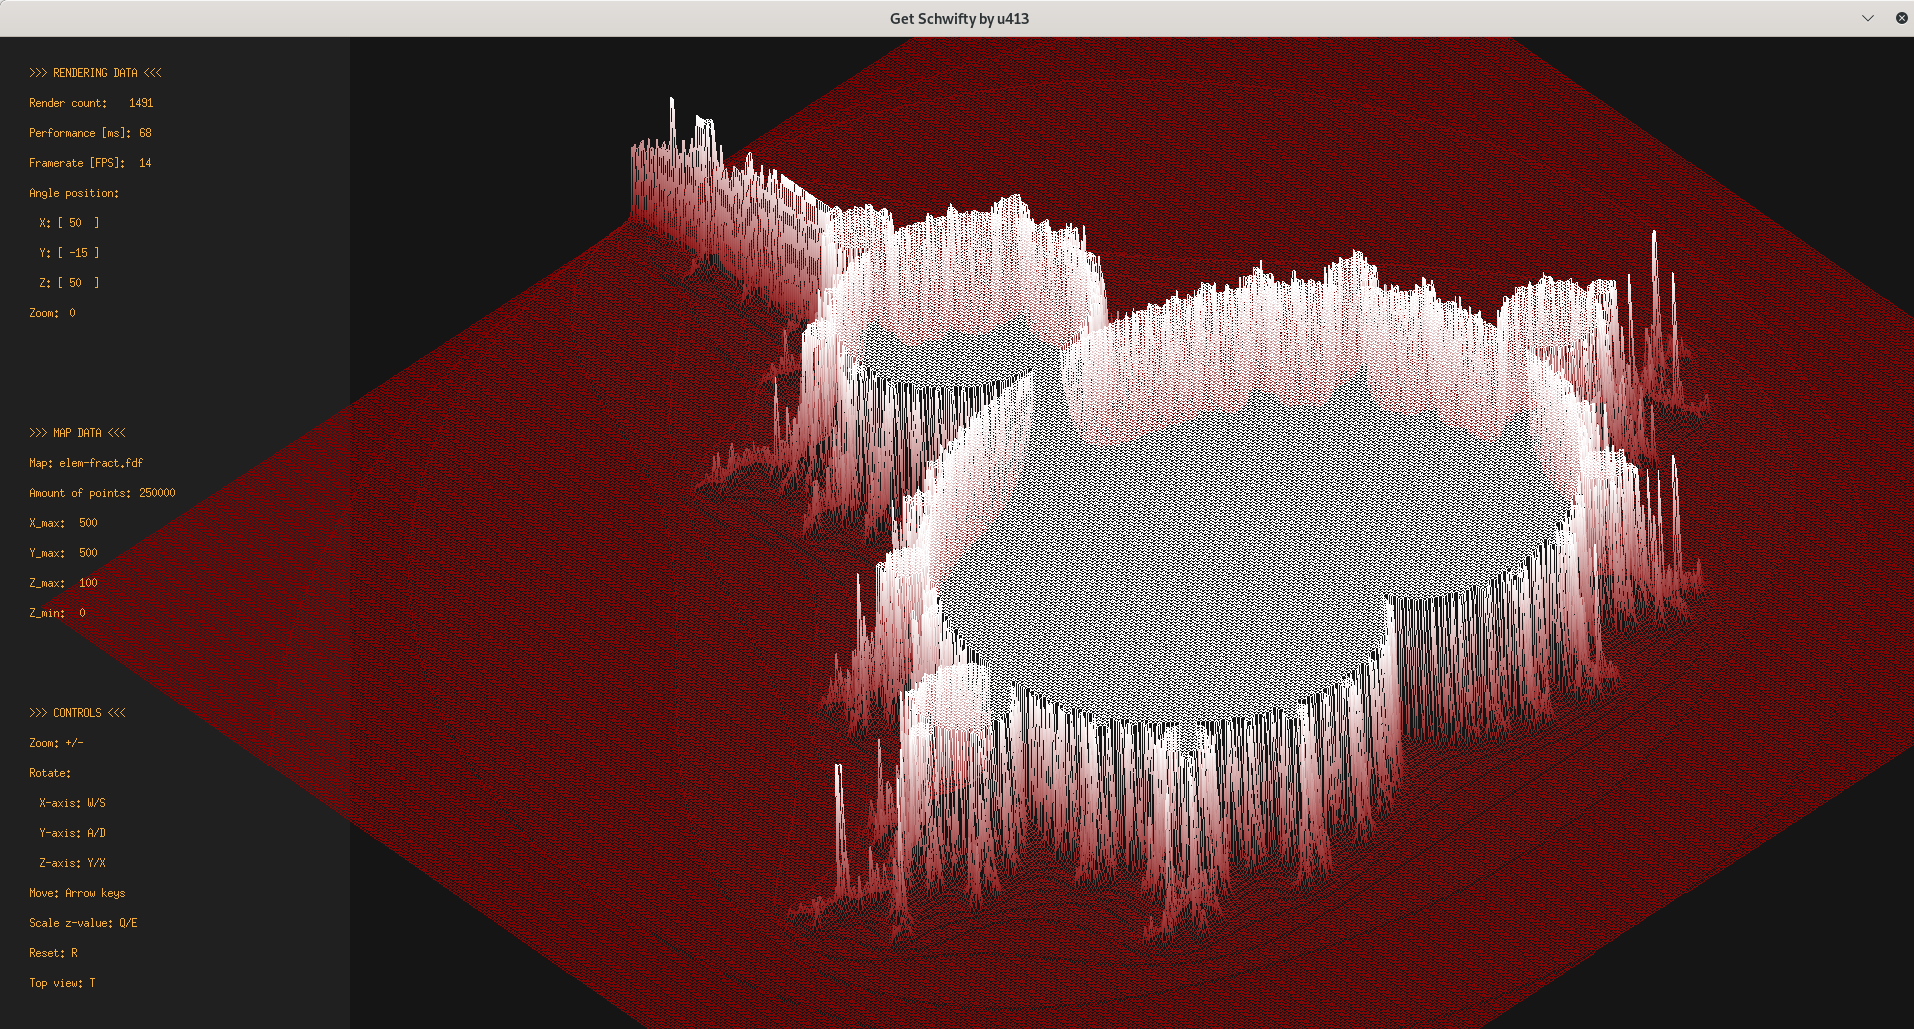 Get Schwifty by u413
>>> RENDERING DATA <<<
Render count: 1491
Performance [ms]: 68
Framerate [FPS]: 14
Angle position:
X: [ 50 ]
Y: [ -15 ]
Z: [ 50 ]
Zoom: 0
>>> MAP DATA <<<
Map: elem-fract.fdf
Amount of points: 250000
X_max: 500
Y_max: 500
Z_max: 100
Z_min: 0
>>> CONTROLS <<<
Zoom: +/-
Rotate:
X-axis: W/S
Y-axis: A/D
Z-axis: Y/X
Move: Arrow keys
Scale z-value: Q/E
Reset: R
Top view: T